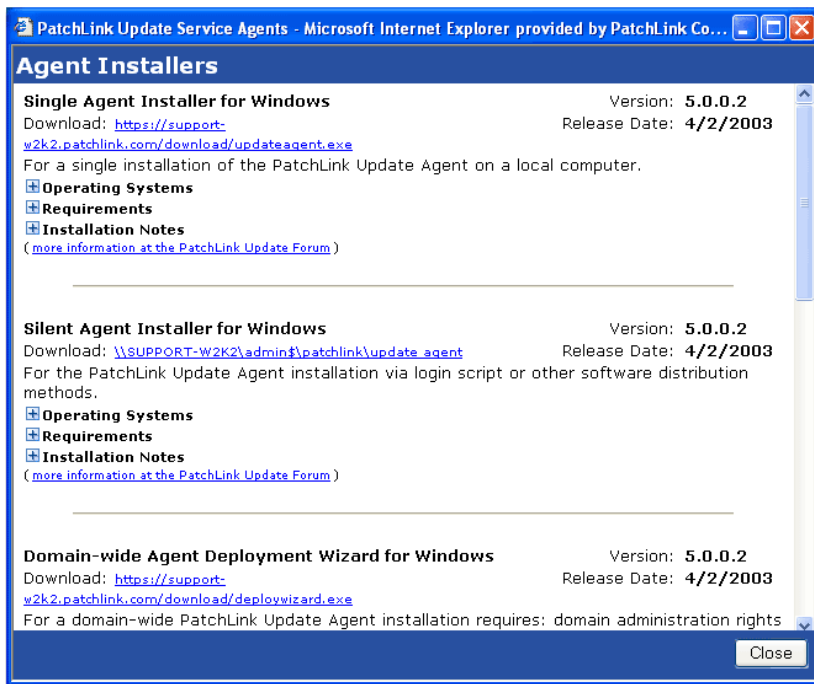 PatchLink Update Service Agents - Microsoft Internet Explorer provided by PatchLink Co...
Agent Installers
Single Agent Installer for Windows Version: 5.0.0.2
Download: https://support- Release Date: 4/2/2003
w2k2.patchlink.com/download/updateagent.exe
For a single installation of the PatchLink Update Agent on a local computer.
Operating Systems
Requirements
Installation Notes
( more information at the PatchLink Update Forum )
Silent Agent Installer for Windows Version: 5.0.0.2
Download: \\SUPPORT-W2K2\admin$\patchlink\update agent Release Date: 4/2/2003
For the PatchLink Update Agent installation via login script or other software distribution
methods.
Operating Systems
Requirements
Installation Notes
( more information at the PatchLink Update Forum )
Domain-wide Agent Deployment Wizard for Windows Version: 5.0.0.2
Download: https://support- Release Date: 4/2/2003
w2k2.patchlink.com/download/deploywizard.exe
For a domain-wide PatchLink Update Agent installation requires: domain administration rights
Close